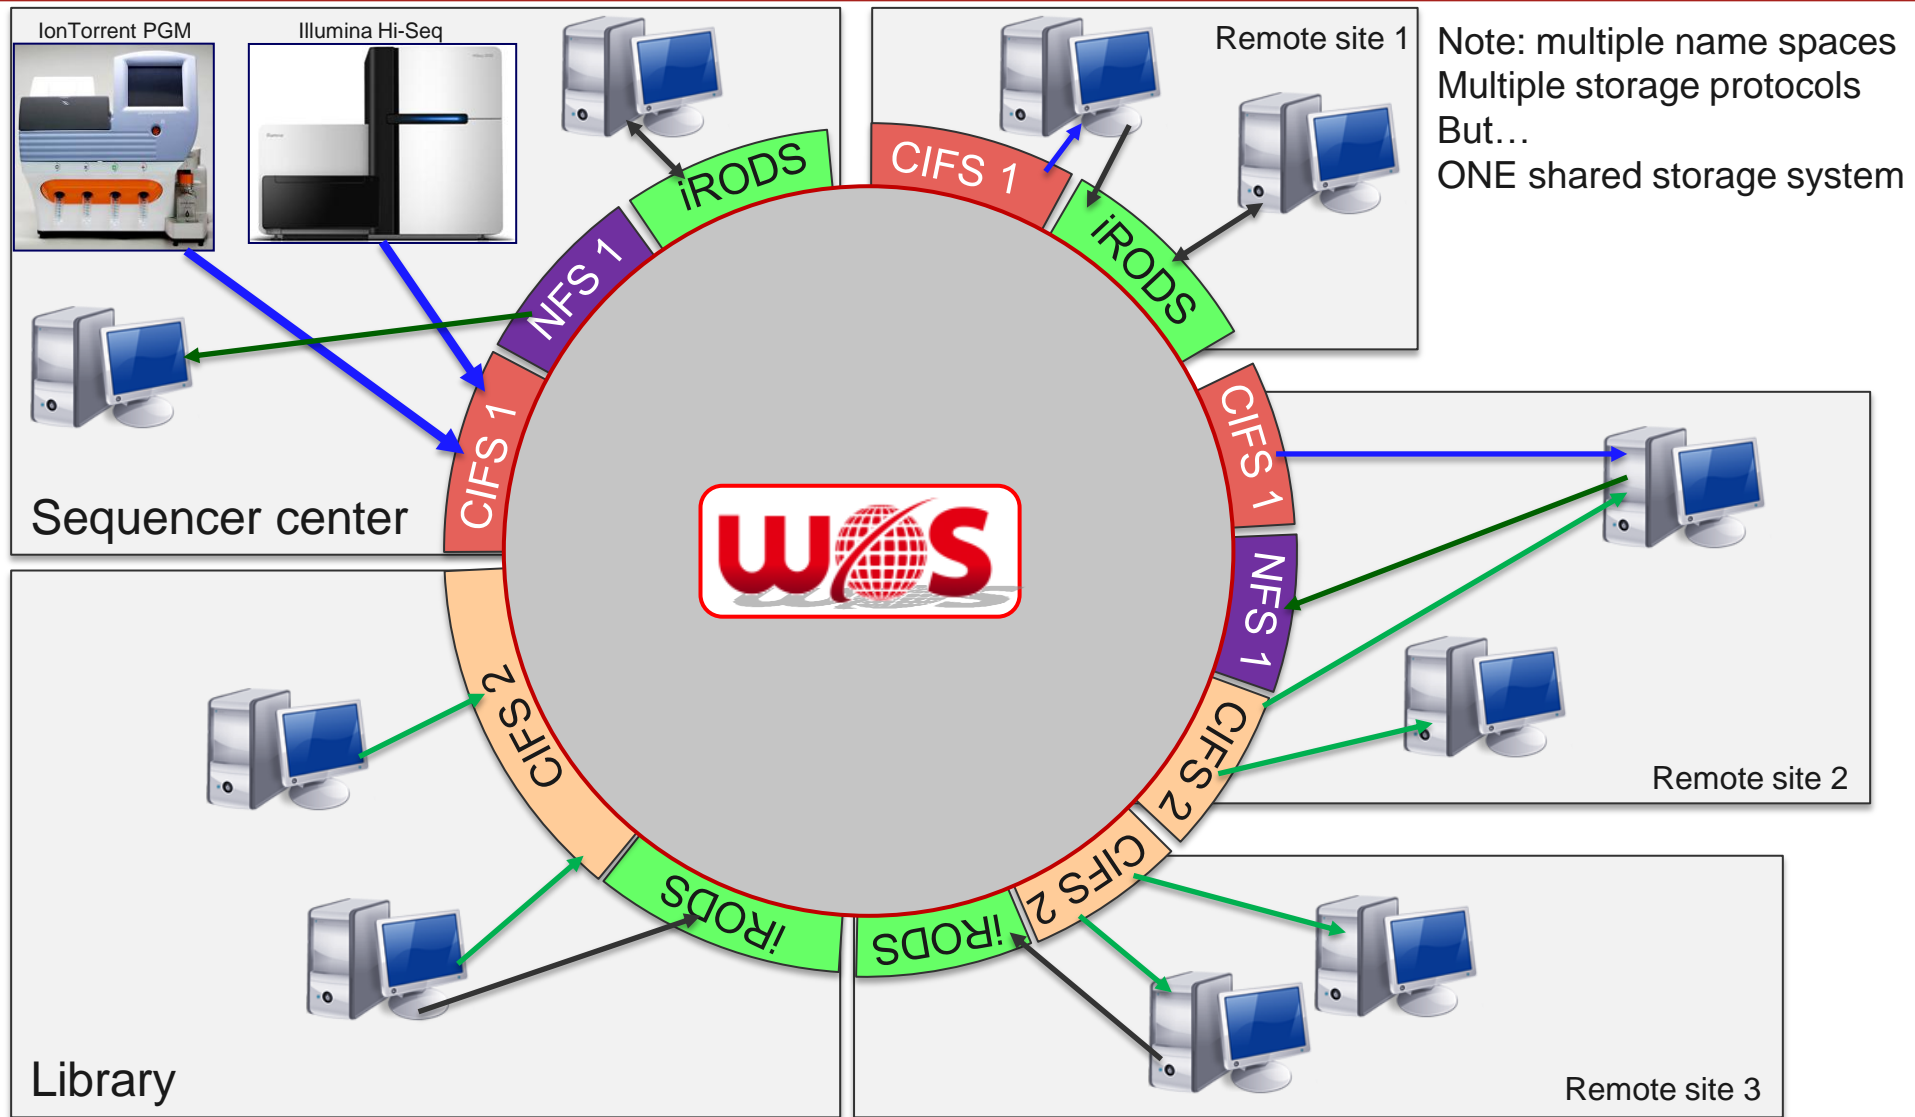 IonTorrent PGM
Illumina Hi-Seq
iRODS
NFS 1
CIFS 1
Sequencer center
Remote site 1
CIFS 1
iRODS
Note: multiple name spaces
Multiple storage protocols
But…
ONE shared storage system
WOS
CIFS 1
NFS 1
CIFS 2
Remote site 2
CIFS 2
iRODS
Library
CIFS 2
iRODS
Remote site 3